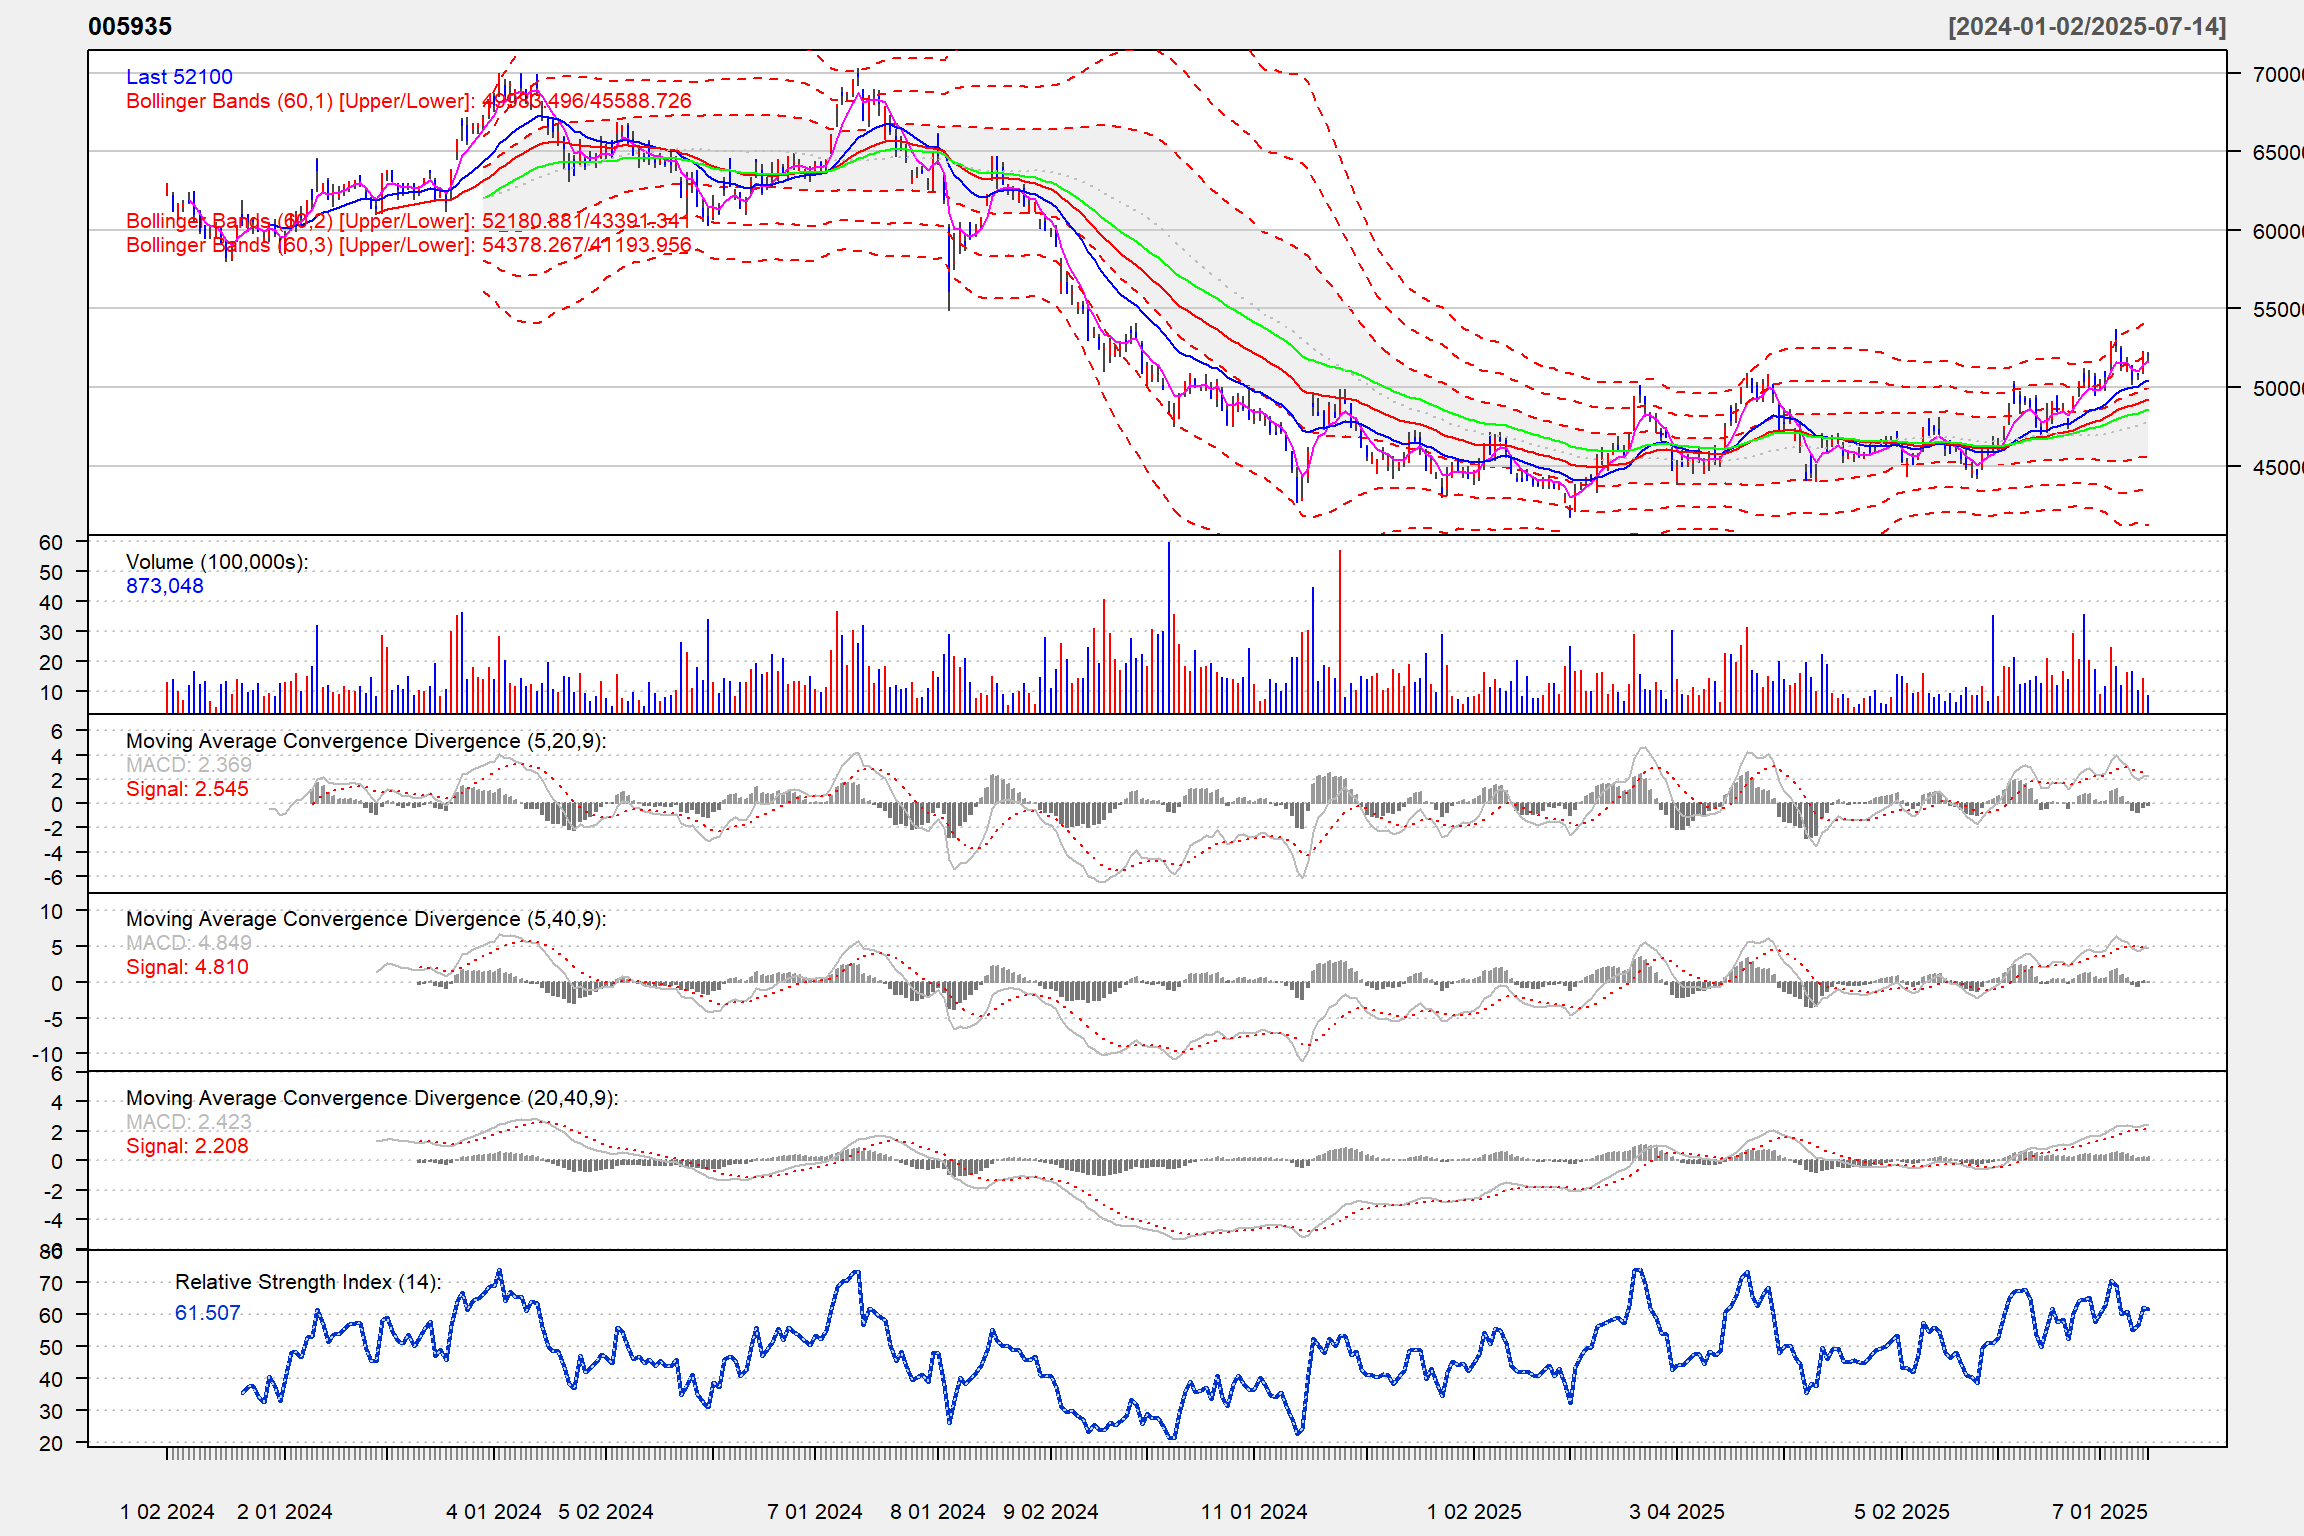 005935 [2024-01-02/2025-07-14]
Last 52100
Bollinger Bands (60,1) [Upper/Lower]: 49983.496/45588.726
Bollinger Bands (60,2) [Upper/Lower]: 52180.881/43391.341
Bollinger Bands (60,3) [Upper/Lower]: 54378.267/41193.956
70000
65000
60000
55000
50000
45000
Volume (100,000s):
873,048
60
50
40
30
20
10
Moving Average Convergence Divergence (5,20,9):
MACD: 2.369
Signal: 2.545
6
4
2
0
-2
-4
-6
Moving Average Convergence Divergence (5,40,9):
MACD: 4.849
Signal: 4.810
10
5
0
-5
-10
Moving Average Convergence Divergence (20,40,9):
MACD: 2.423
Signal: 2.208
6
4
2
0
-2
-4
Relative Strength Index (14):
61.507
80
70
60
50
40
30
20
1 02 2024 2 01 2024 4 01 2024 5 02 2024 7 01 2024 8 01 2024 9 02 2024 11 01 2024 1 02 2025 3 04 2025 5 02 2025 7 01 2025